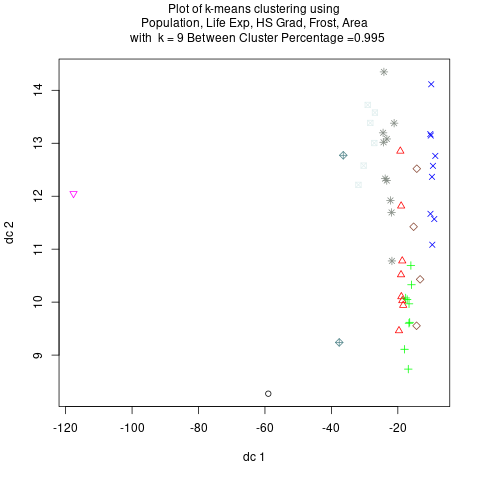 Plot of k-means clustering using
Population, Life Exp, HS Grad, Frost, Area
with k = 9 Between Cluster Percentage =0.995
14
13
12
11
10
9
dc 2
-120
-100
-80
-60
-40
-20
dc 1